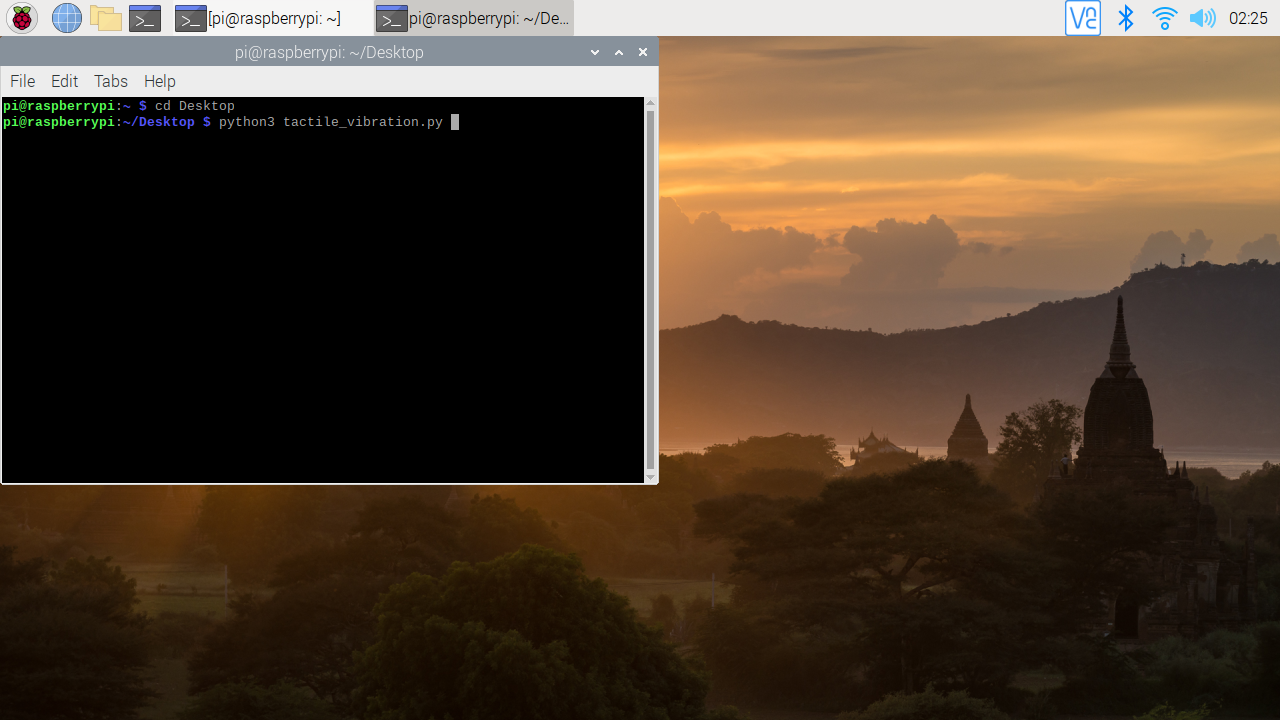 [pi@raspberrypi: ~]
pi@raspberrypi: ~/De...
02:25
pi@raspberrypi: ~/Desktop
File Edit Tabs Help
pi@raspberrypi:~ $ cd Desktop
pi@raspberrypi:~/Desktop $ python3 tactile_vibration.py